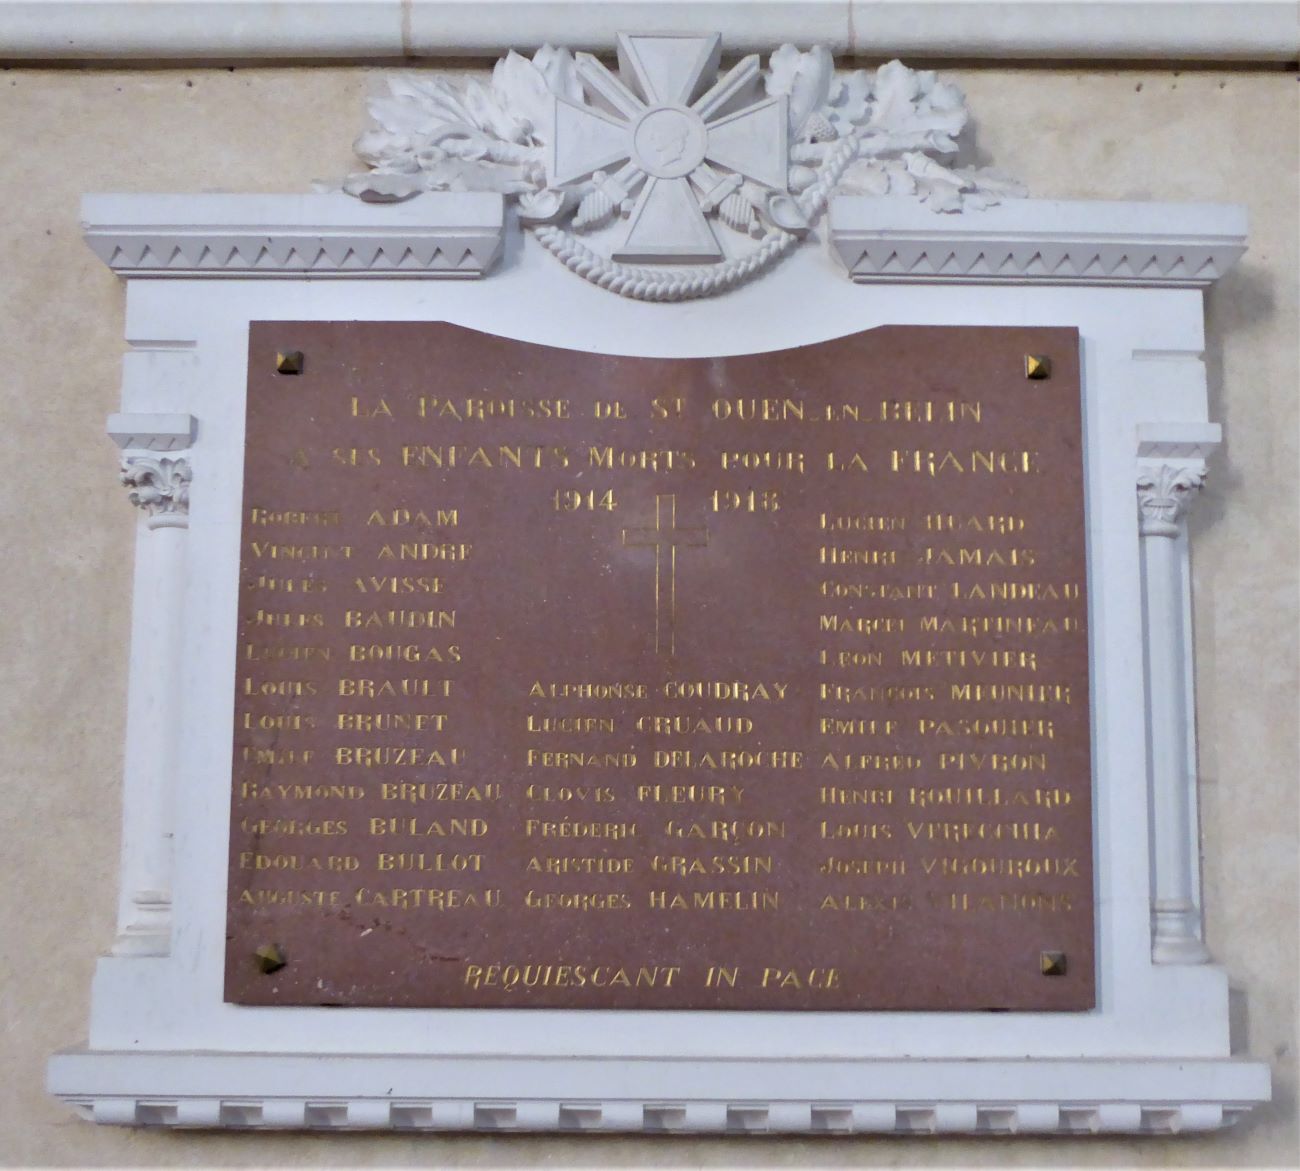 LA PAROISSE DE ST OUEN-EN-BELIN
A SES ENFANTS MORTS POUR LA FRANCE
1914 1918
ROBERT ADAM
VINCENT ANDRE
JULES AVISSE
JULES BAUDIN
LUCIEN BOUGAS
LOUIS BRAULT
LOUIS BRUNET
EMILE BRUZEAU
RAYMOND BRUZEAU
GEORGES BULAND
EDOUARD BULLOT
AUGUSTE CARTREAU
ALPHONSE COUDRAY
LUCIEN CRUAUD
FERNAND DELAROCHE
CLOVIS FLEURY
FRÉDERIC GARÇON
ARISTIDE GRASSIN
GEORGES HAMELIN
LUCIEN HUARD
HENRI JAMAIS
CONSTANT LANDEAU
MARCEL MARTINEAU
LEON METIVIER
FRANÇOIS MEUNIER
EMILE PASQUIER
ALFRED PIVRON
HENRI ROUILLARD
LOUIS VERECCHIA
JOSEPH VIGOUROUX
ALEXIS
REQUIESCANT IN PACE